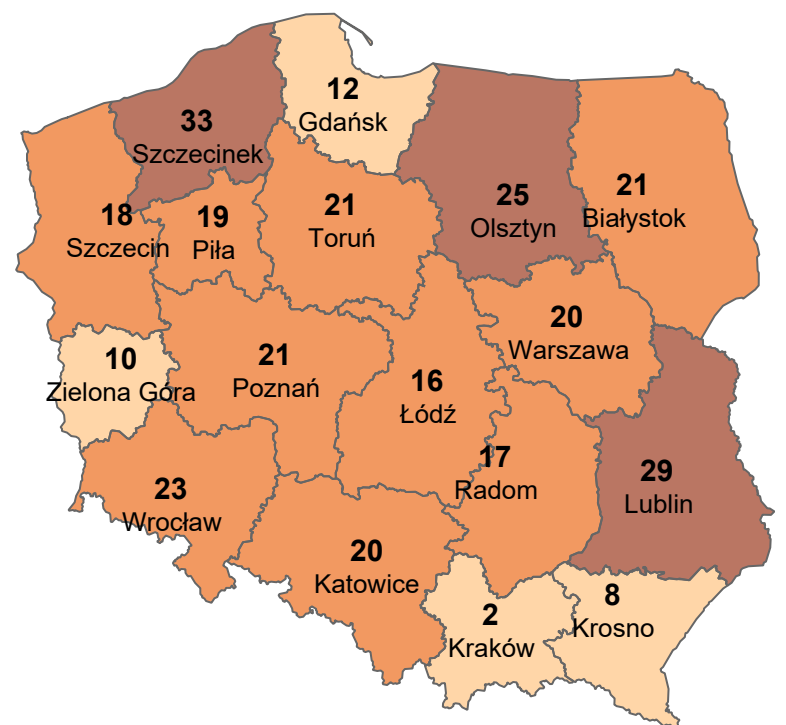 12
Gdańsk
33
Szczecinek
25
Olsztyn
21
Białystok
18
Szczecin
19
Piła
21
Toruń
20
Warszawa
10
Zielona Góra
21
Poznań
16
Łódź
17
Radom
29
Lublin
23
Wrocław
20
Katowice
2
Kraków
8
Krosno